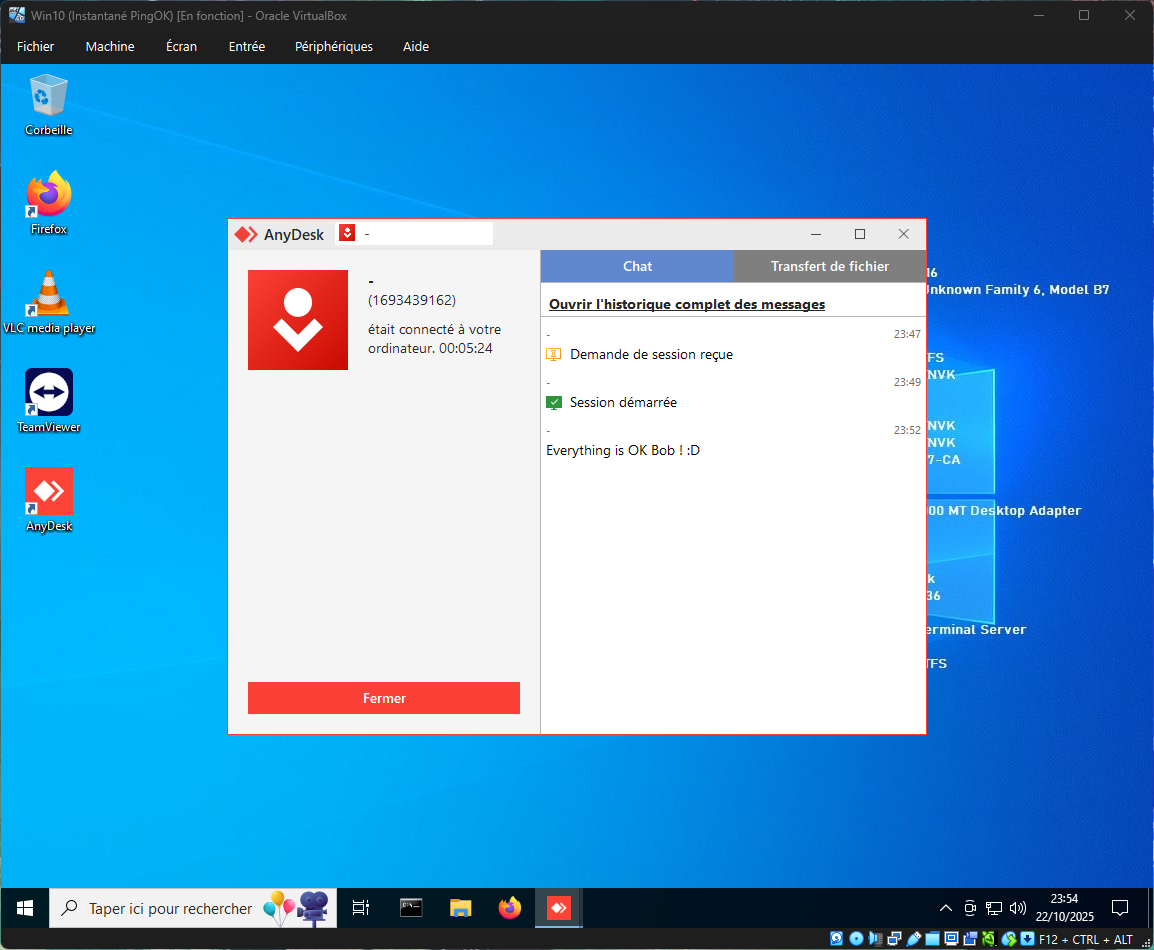 Win10 (Instantané PingOK) [En fonction] - Oracle VirtualBox
Fichier Machine Écran Entrée Périphériques Aide
Corbeille
Firefox
VLC media player
TeamViewer
AnyDesk
AnyDesk -
-
(1693439162)
était connecté à votre
ordinateur. 00:05:24
Fermer
Chat Transfert de fichier
Ouvrir l'historique complet des messages
- 23:47
Demande de session reçue
- 23:49
Session démarrée
- 23:52
Everything is OK Bob ! :D
16
Unknown Family 6, Model B7
TFS
NVK
NVK
NVK
7-CA
00 MT Desktop Adapter
k
36
erminal Server
TFS
Taper ici pour rechercher
23:54
22/10/2025
F12 + CTRL + ALT